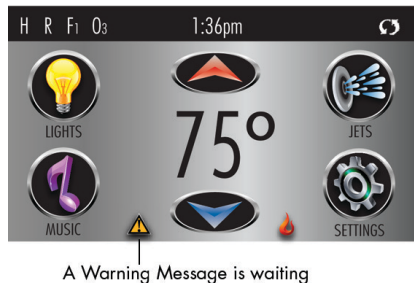 H R F1 O3 1:36pm
LIGHTS
75°
JETS
MUSIC
SETTINGS
A Warning Message is waiting